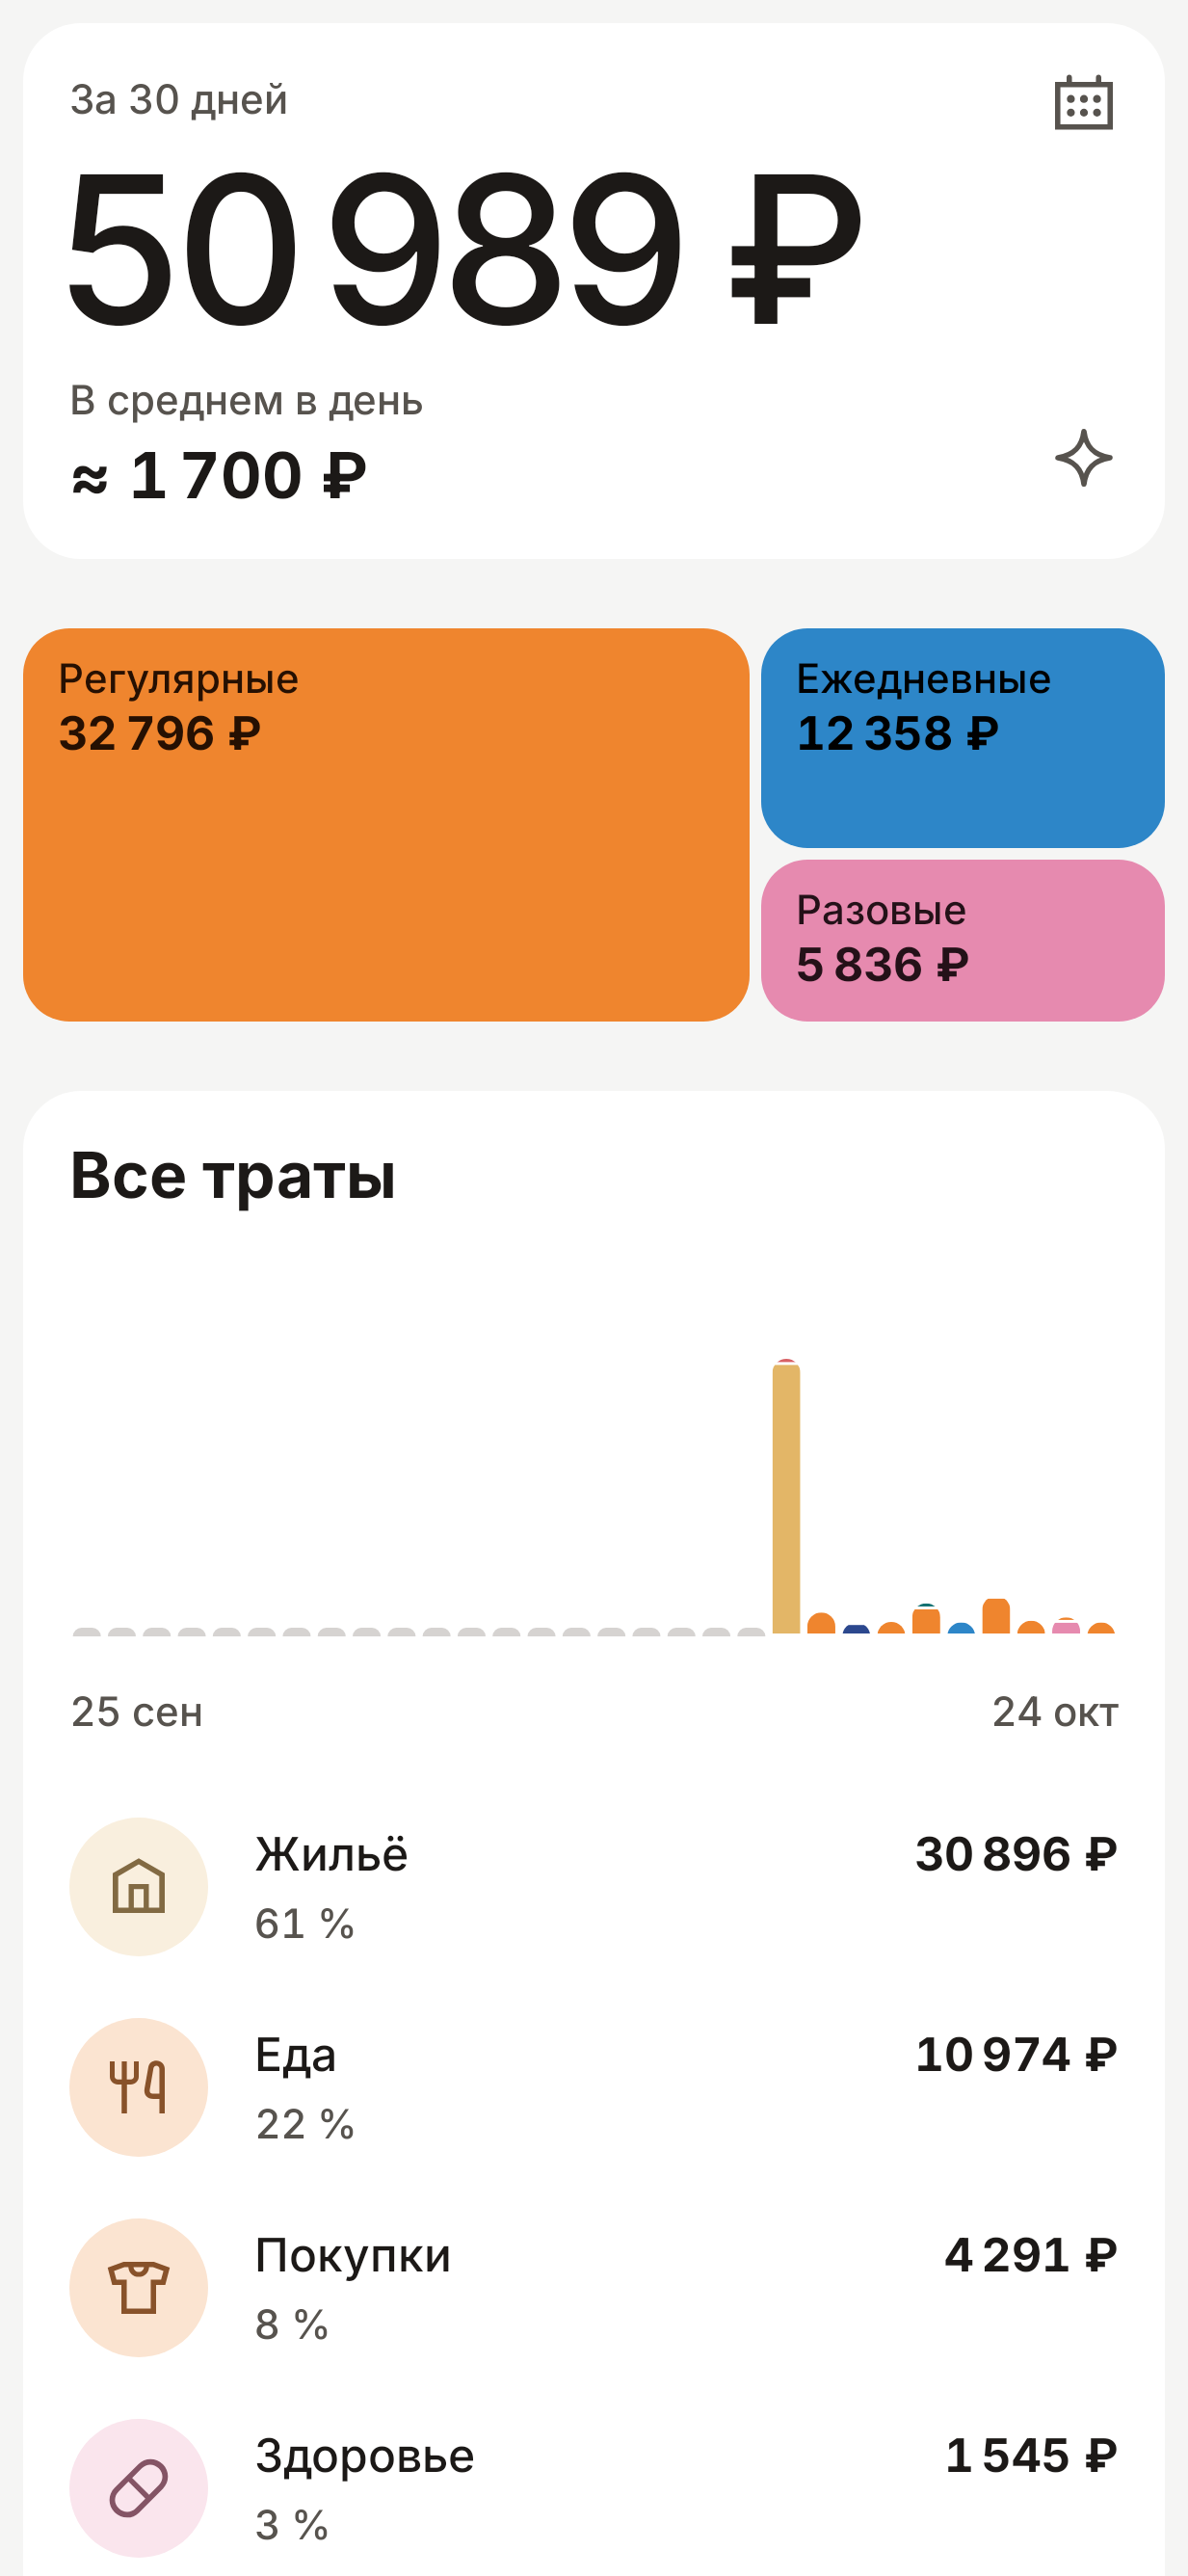 За 30 дней
50 989 ₽
В среднем в день
≈ 1 700 ₽
Регулярные
32 796 ₽
Ежедневные
12 358 ₽
Разовые
5 836 ₽
Все траты
25 сен
24 окт
Жильё
30 896 ₽
61 %
Еда
10 974 ₽
22 %
Покупки
4 291 ₽
8 %
Здоровье
1 545 ₽
3 %